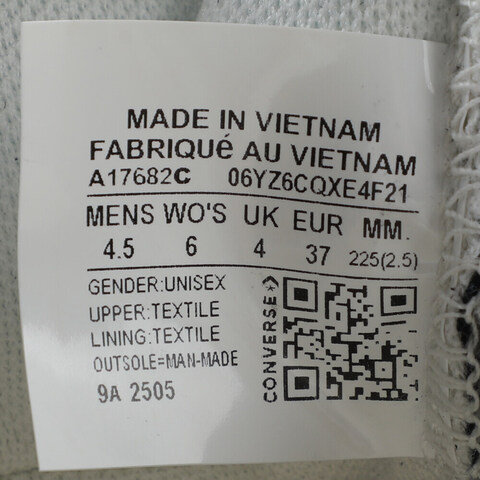 MADE IN VIETNAM
FABRIQUé AU VIETNAM
A17682C 06YZ6CQXE4F21
MENS WO'S UK EUR MM.
4.5 6 4 37 225(2.5)
GENDER:UNISEX
UPPER:TEXTILE
LINING:TEXTILE
OUTSOLE=MAN-MADE
9A 2505
CONVERSE